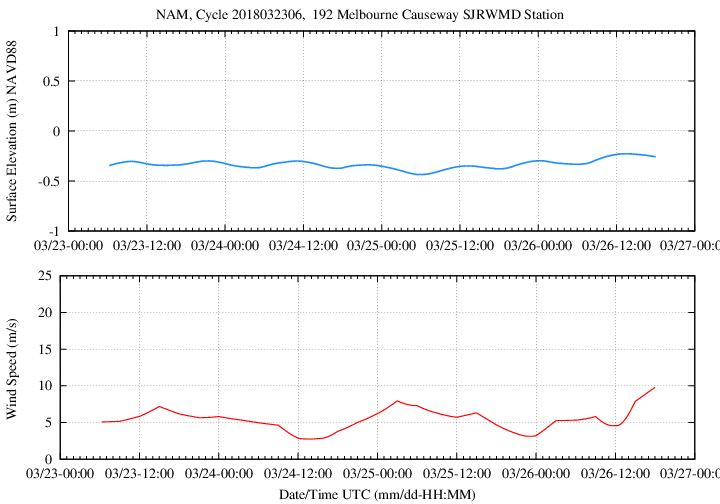 NAM, Cycle 2018032306,  192 Melbourne Causeway SJRWMD Station
Surface Elevation (m) NAVD88
1
0.5
0
-0.5
-1
03/23-00:00 03/23-12:00 03/24-00:00 03/24-12:00 03/25-00:00 03/25-12:00 03/26-00:00 03/26-12:00 03/27-0
Wind Speed (m/s)
25
20
15
10
5
0
03/23-00:00 03/23-12:00 03/24-00:00 03/24-12:00 03/25-00:00 03/25-12:00 03/26-00:00 03/26-12:00 03/27-0
Date/Time UTC (mm/dd-HH:MM)